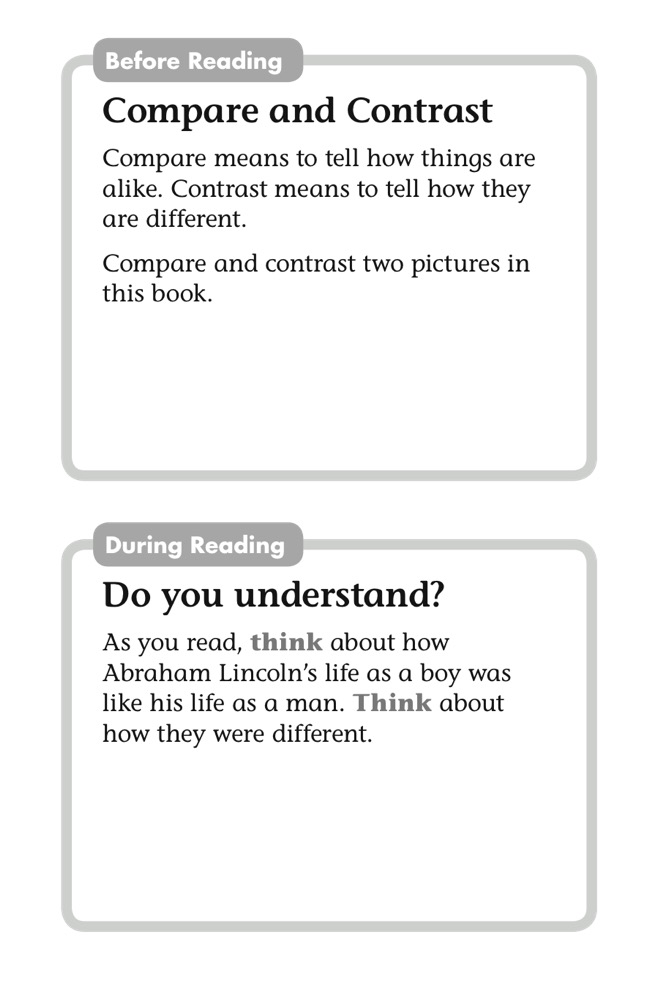 Before Reading
Compare and Contrast
Compare means to tell how things are
alike. Contrast means to tell how they
are different.
Compare and contrast two pictures in
this book.
During Reading
Do you understand?
As you read, think about how
Abraham Lincoln’s life as a boy was
like his life as a man. Think about
how they were different.